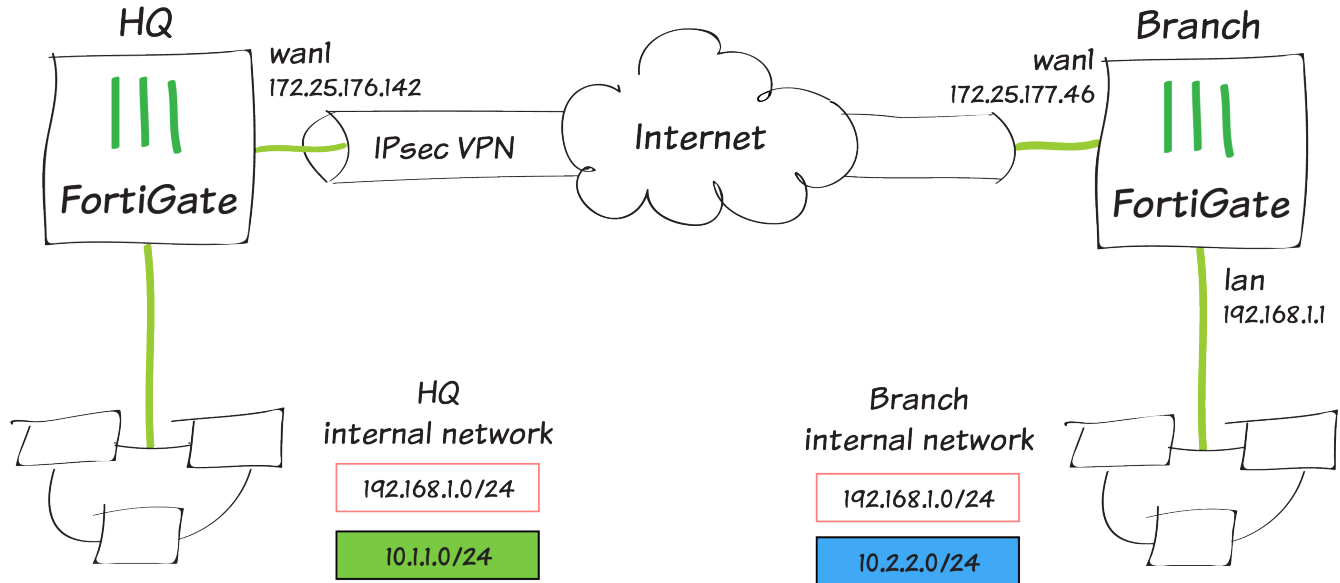 HQ
wan1
172.25.176.142
FortiGate
IPsec VPN
Internet
Branch
wan1
172.25.177.46
FortiGate
lan
192.168.1.1
HQ
internal network
192.168.1.0/24
10.1.1.0/24
Branch
internal network
192.168.1.0/24
10.2.2.0/24